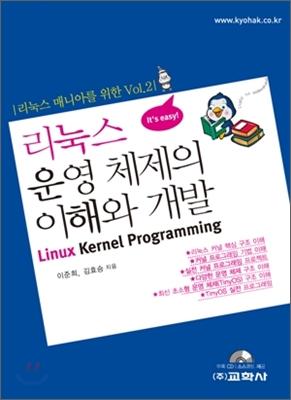 www.kyohak.co.kr
리눅스 매니아를 위한 Vol.2
It's easy!
리눅스
운영 체제의
이해와 개발
Linux Kernel Programming
이준희, 김효승 지음
★리눅스 커널 핵심 구조 이해
★커널 프로그래밍 기법 이해
★실전 커널 프로그래밍 프로젝트
★다양한 운영 체제 구조 이해
★최신 초소형 운영 체제(TinyOS) 구조 이해
★TinyOS 실전 프로그래밍
(주)교학사